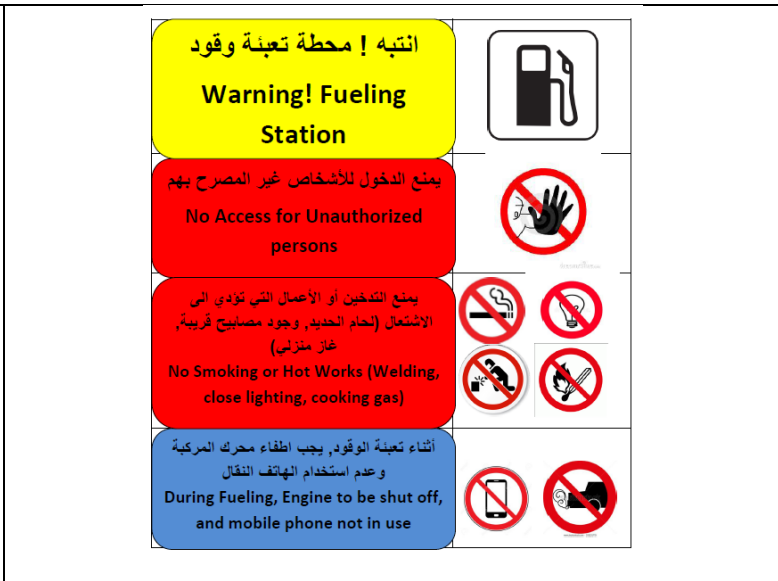 انتبه ! محطة تعبئة وقود
Warning! Fueling
Station
يمنع الدخول للأشخاص غير المصرح بهم
No Access for Unauthorized
persons
يمنع التدخين أو الأعمال التي تؤدي الى
الاشتعال (لحام الحديد, وجود مصابيح قريبة,
غاز منزلي)
No Smoking or Hot Works (Welding,
close lighting, cooking gas)
أثناء تعبئة الوقود, يجب اطفاء محرك المركبة
وعدم استخدام الهاتف النقال
During Fueling, Engine to be shut off,
and mobile phone not in use